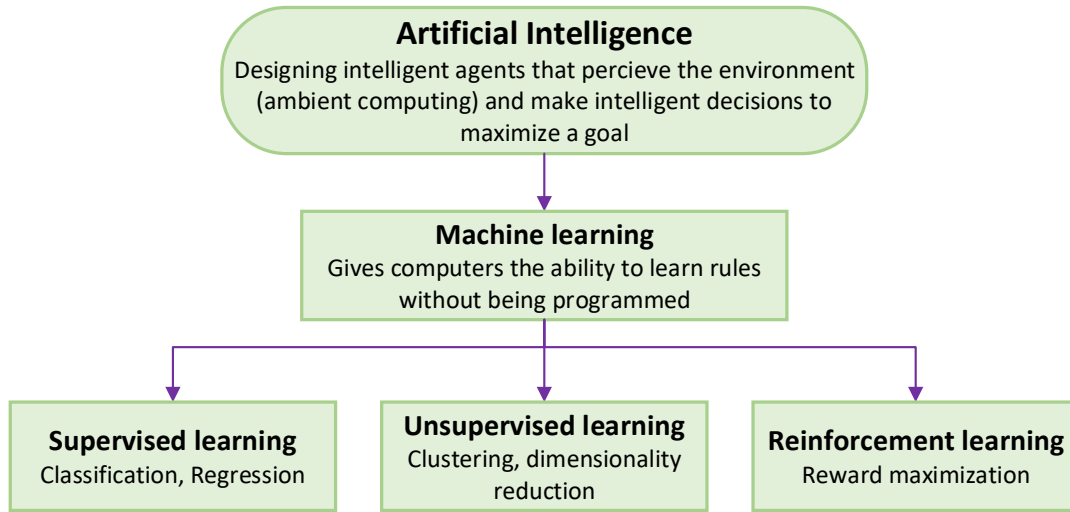 Artificial Intelligence
Designing intelligent agents that percieve the environment
(ambient computing) and make intelligent decisions to
maximize a goal
Machine learning
Gives computers the ability to learn rules
without being programmed
Supervised learning
Classification, Regression
Unsupervised learning
Clustering, dimensionality
reduction
Reinforcement learning
Reward maximization